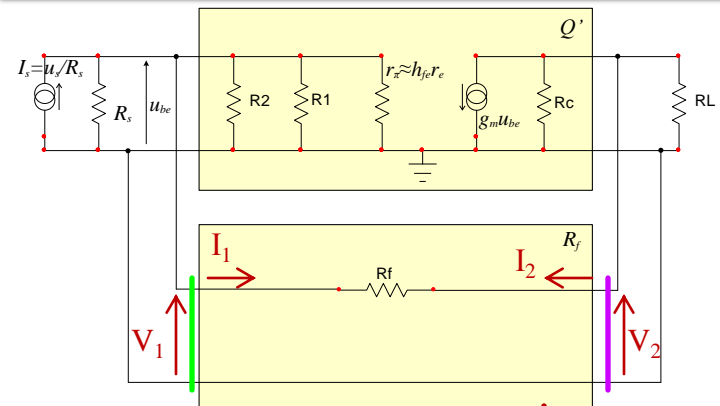 Q’
Is=us/Rs
Rs
ube
R2
R1
rπ≈hfere
gmube
Rc
RL
Rf
I1
Rf
I2
V1
V2